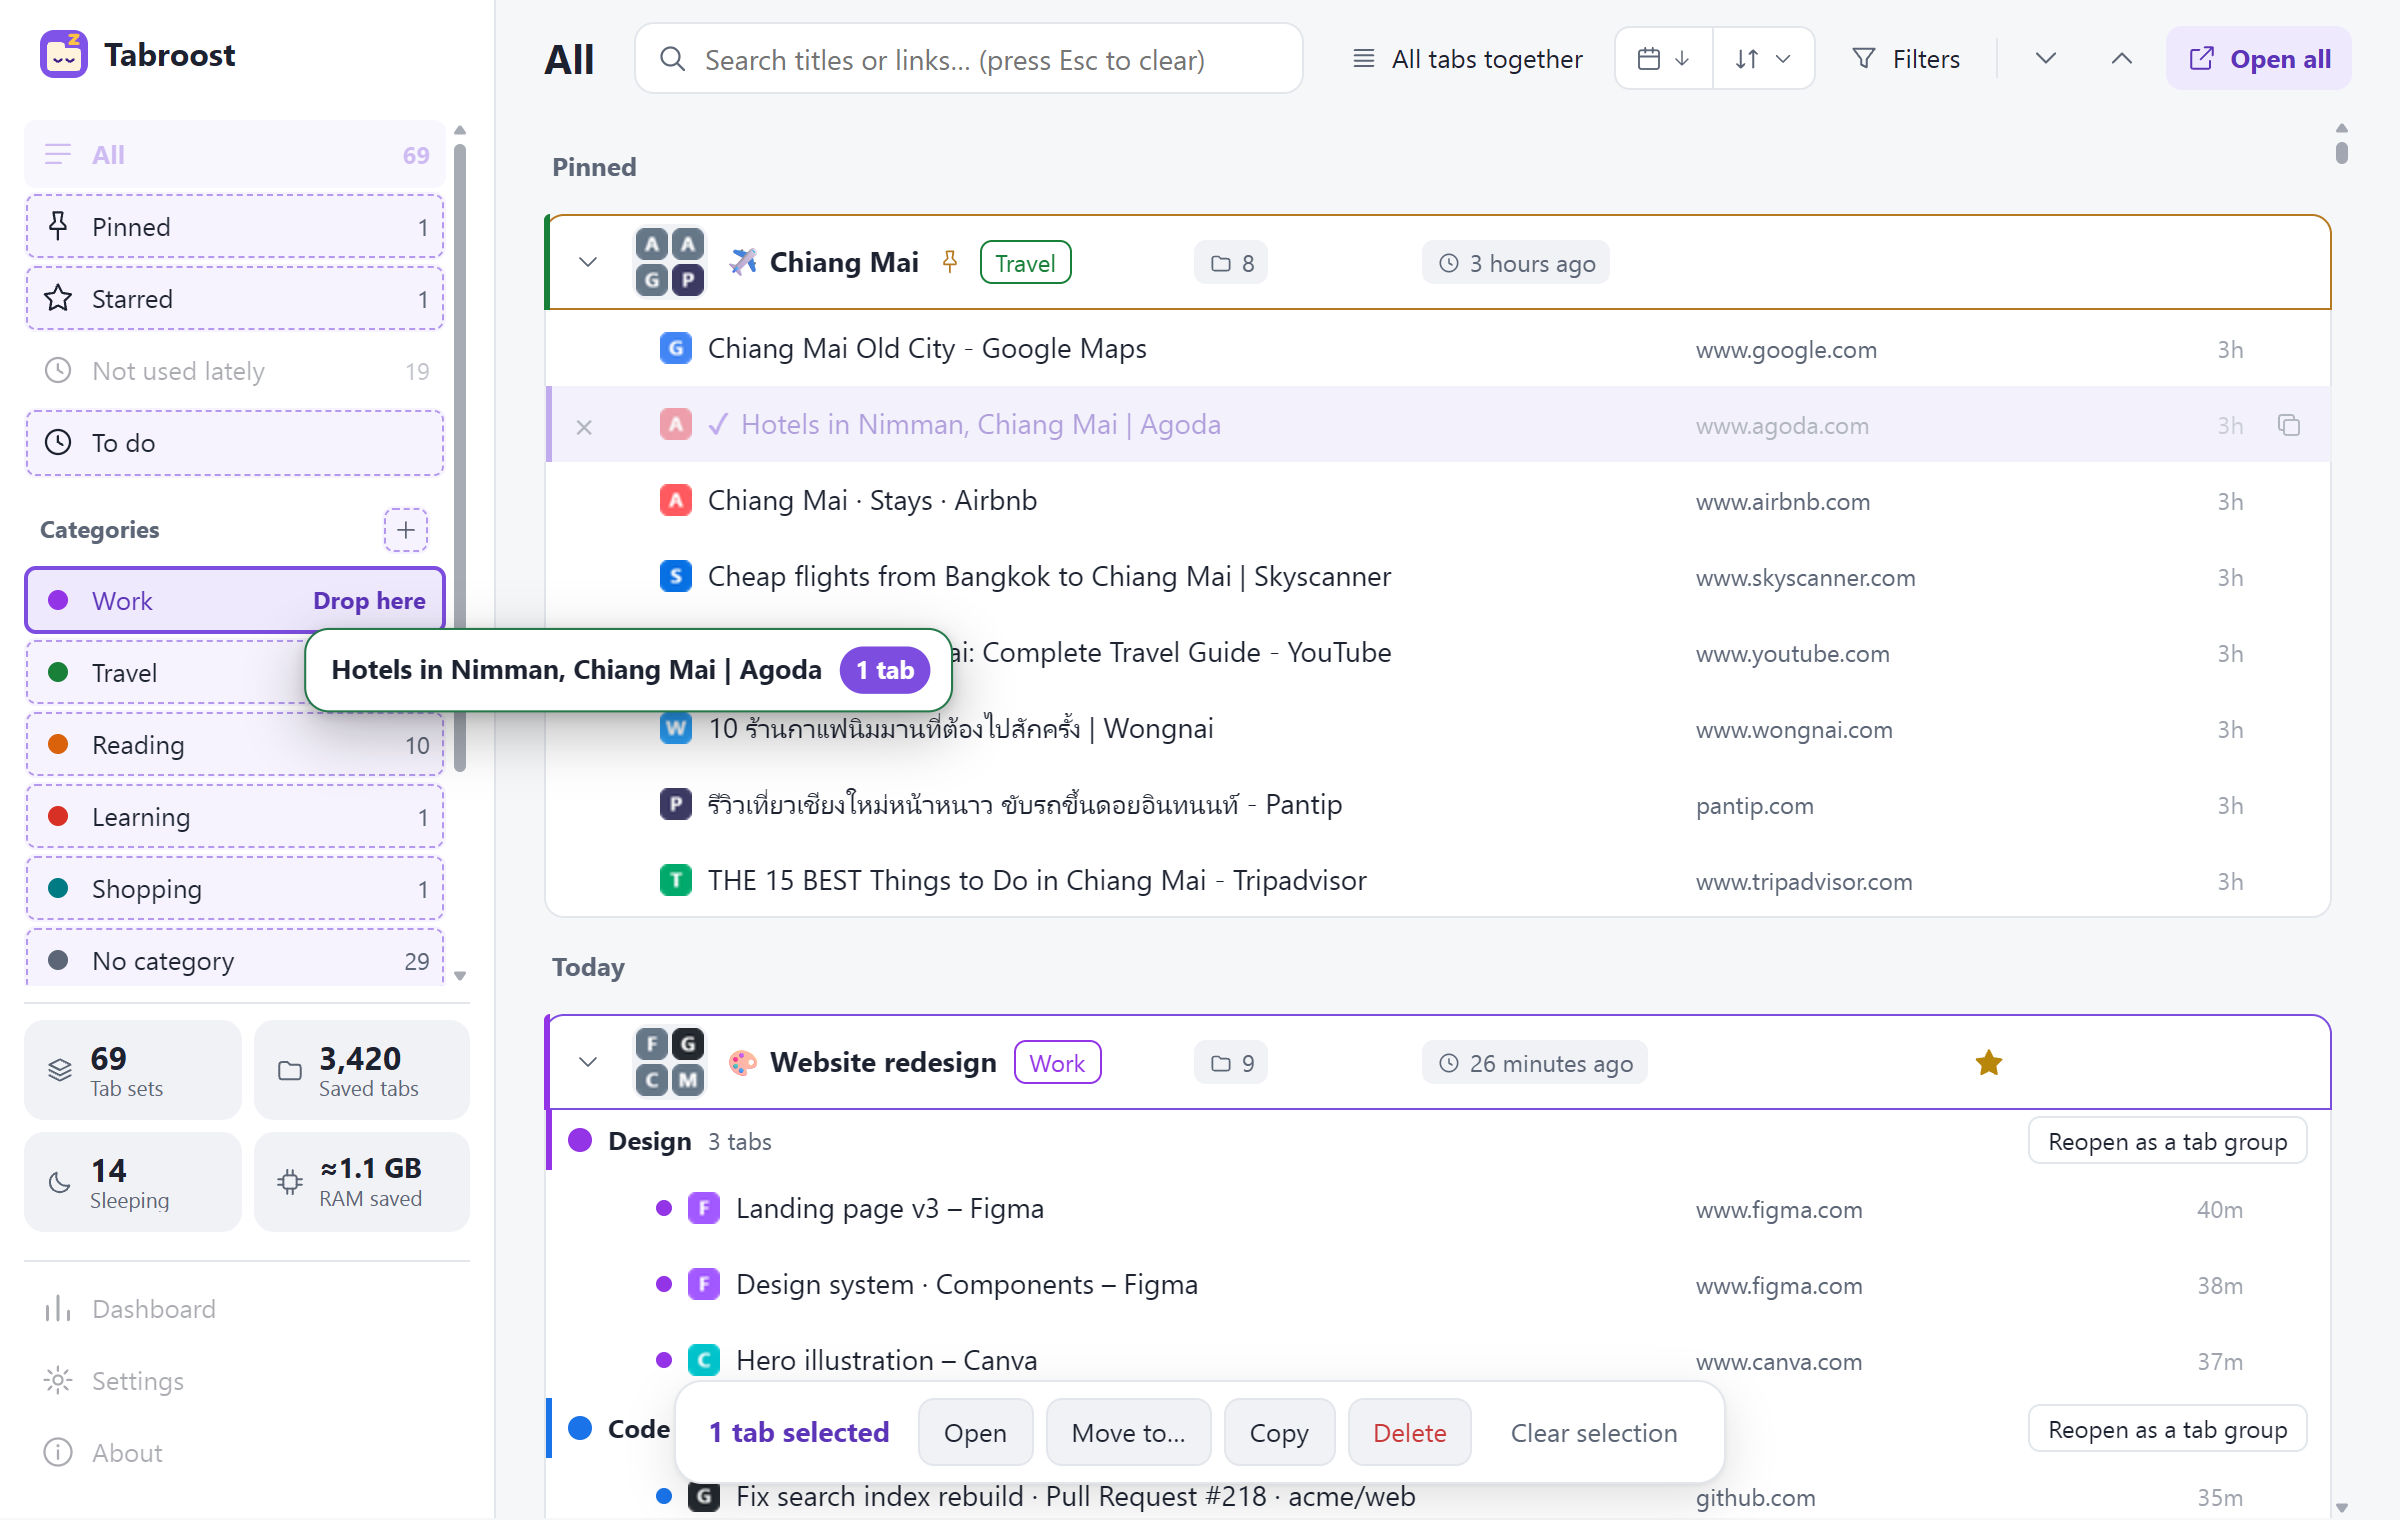 Tabroost
All 69
Pinned 1
Starred 1
Not used lately 19
To do
Categories
Work Drop here
Travel
Reading 10
Learning 1
Shopping 1
No category 29
69
Tab sets
3,420
Saved tabs
14
Sleeping
≈1.1 GB
RAM saved
Dashboard
Settings
About
All
Search titles or links... (press Esc to clear)
All tabs together
Filters
Open all
Pinned
A A G P
✈️ Chiang Mai Travel 8 3 hours ago
G Chiang Mai Old City - Google Maps www.google.com 3h
A ✓ Hotels in Nimman, Chiang Mai | Agoda www.agoda.com 3h
A Chiang Mai · Stays · Airbnb www.airbnb.com 3h
S Cheap flights from Bangkok to Chiang Mai | Skyscanner www.skyscanner.com 3h
ai: Complete Travel Guide - YouTube www.youtube.com 3h
Hotels in Nimman, Chiang Mai | Agoda 1 tab
W 10 ร้านกาแฟนิมมานที่ต้องไปสักครั้ง | Wongnai www.wongnai.com 3h
P รีวิวเที่ยวเชียงใหม่หน้าหนาว ขับรถขึ้นดอยอินทนนท์ - Pantip pantip.com 3h
T THE 15 BEST Things to Do in Chiang Mai - Tripadvisor www.tripadvisor.com 3h
Today
F G C M
🎨 Website redesign Work 9 26 minutes ago
Design 3 tabs Reopen as a tab group
F Landing page v3 – Figma www.figma.com 40m
F Design system · Components – Figma www.figma.com 38m
C Hero illustration – Canva www.canva.com 37m
Code Reopen as a tab group
1 tab selected Open Move to... Copy Delete Clear selection
G Fix search index rebuild · Pull Request #218 · acme/web github.com 35m